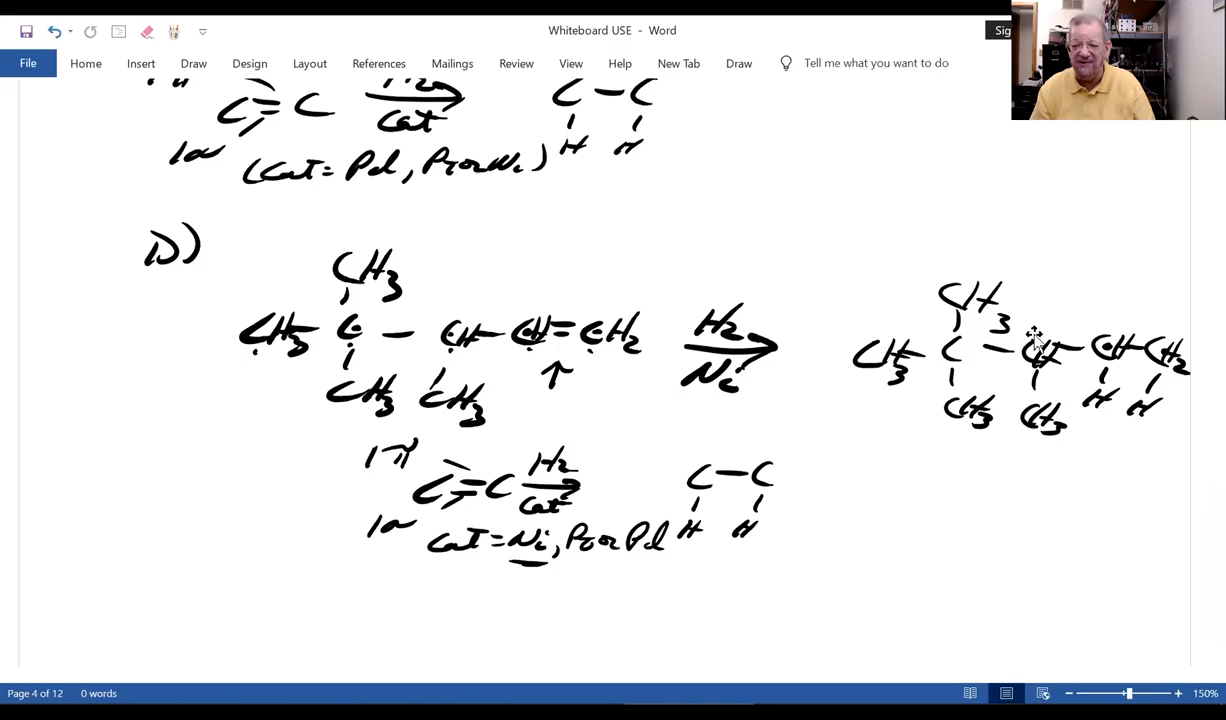 Whiteboard USE - Word
Sig
File Home Insert Draw Design Layout References Mailings Review View Help New Tab Draw Tell me what you want to do
C=C H2 C-C
Cat
H H
1σ (Cat= Pd, Pt or Ni)
D)
CH3
CH3-C-CH-CH=CH2 H2
Ni
CH3 CH3
CH3
CH3-C-CH-CH-CH2
CH3 CH3 H H
1π
C=C H2 C-C
Cat
1σ H H
Cat=Ni, Pt or Pd
Page 4 of 12 0 words 150%